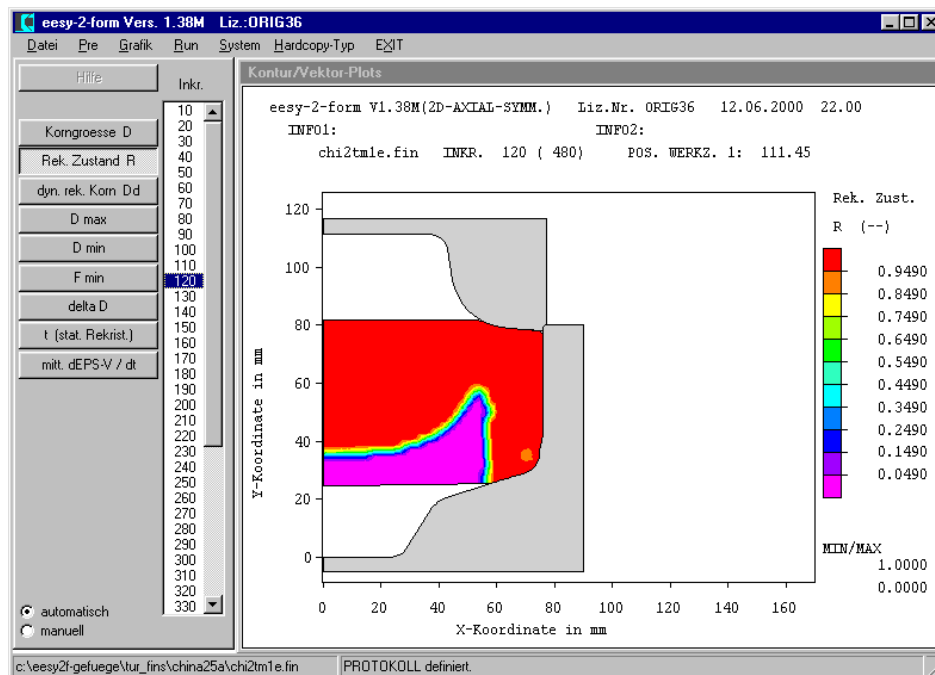 eesy-2-form Vers. 1.38M Liz.:ORIG36
Datei Pre Grafik Run System Hardcopy-Typ EXIT
Hilfe
Inkr.
Korngroesse D
Rek. Zustand R
dyn. rek. Korn Dd
D max
D min
F min
delta D
t (stat. Rekrist.)
mitt. dEPS-V / dt
10
20
30
40
50
60
70
80
90
100
110
120
130
140
150
160
170
180
190
200
210
220
230
240
250
260
270
280
290
300
310
320
330
automatisch
manuell
Kontur/Vektor-Plots
eesy-2-form V1.38M(2D-AXIAL-SYMM.) Liz.Nr. ORIG36 12.06.2000 22.00
INFO1: INFO2:
chi2tm1e.fin INKR. 120 ( 480) POS. WERKZ. 1: 111.45
Y-Koordinate in mm
120
100
80
60
40
20
0
0 20 40 60 80 100 120 140 160
X-Koordinate in mm
Rek. Zust.
R (--)
0.9490
0.8490
0.7490
0.6490
0.5490
0.4490
0.3490
0.2490
0.1490
0.0490
MIN/MAX
1.0000
0.0000
c:\eesy2f-gefuege\tur_fins\china25a\chi2tm1e.fin PROTOKOLL definiert.